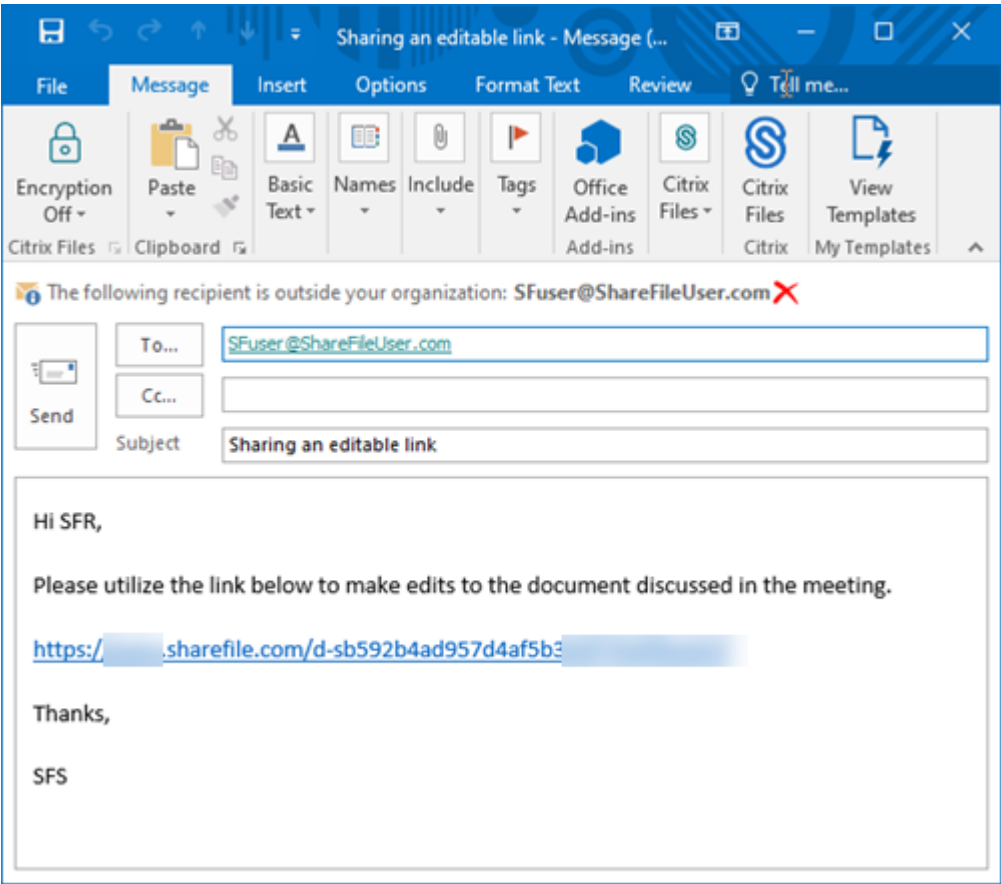 Sharing an editable link - Message (...
File Message Insert Options Format Text Review Tell me...
Encryption Off
Paste
Basic Text
Names
Include
Tags
Office Add-ins
Citrix Files
Citrix Files
View Templates
Citrix Files Clipboard Add-ins Citrix My Templates
The following recipient is outside your organization: SFuser@ShareFileUser.com
To... SFuser@ShareFileUser.com
Cc...
Send
Subject Sharing an editable link
Hi SFR,
Please utilize the link below to make edits to the document discussed in the meeting.
https:/ .sharefile.com/d-sb592b4ad957d4af5b3
Thanks,
SFS